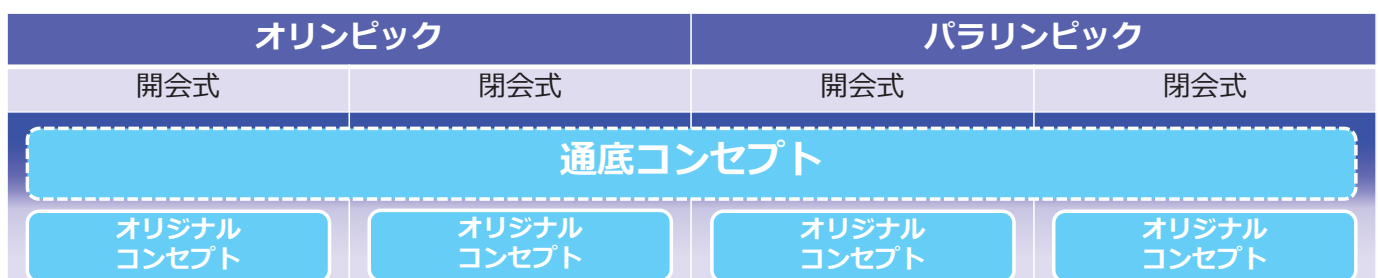 オリンピック パラリンピック
開会式 閉会式 開会式 閉会式
通底コンセプト
オリジナル
コンセプト
オリジナル
コンセプト
オリジナル
コンセプト
オリジナル
コンセプト